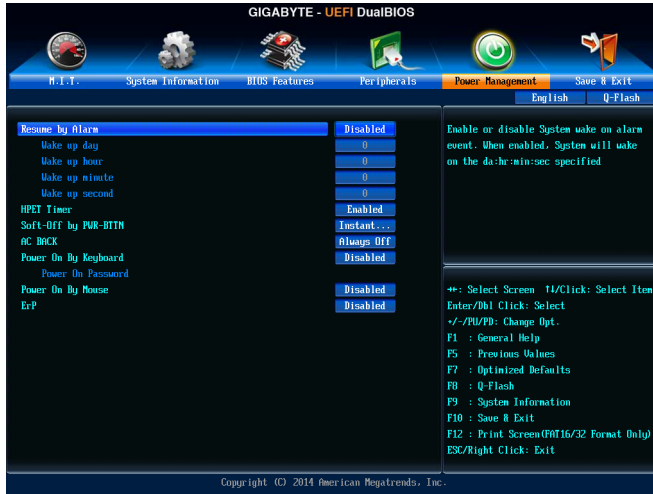 GIGABYTE - UEFI DualBIOS
M.I.T. System Information BIOS Features Peripherals Power Management Save & Exit
English Q-Flash
Resume by Alarm Disabled
Wake up day 0
Wake up hour 0
Wake up minute 0
Wake up second 0
HPET Timer Enabled
Soft-Off by PWR-BTTN Instant...
AC BACK Always Off
Power On By Keyboard Disabled
Power On Password
Power On By Mouse Disabled
ErP Disabled
Enable or disable System wake on alarm
event. When enabled, System will wake
on the da:hr:min:sec specified
→←: Select Screen ↑↓/Click: Select Item
Enter/Dbl Click: Select
+/-/PU/PD: Change Opt.
F1 : General Help
F5 : Previous Values
F7 : Optimized Defaults
F8 : Q-Flash
F9 : System Information
F10 : Save & Exit
F12 : Print Screen(FAT16/32 Format Only)
ESC/Right Click: Exit
Copyright (C) 2014 American Megatrends, Inc.